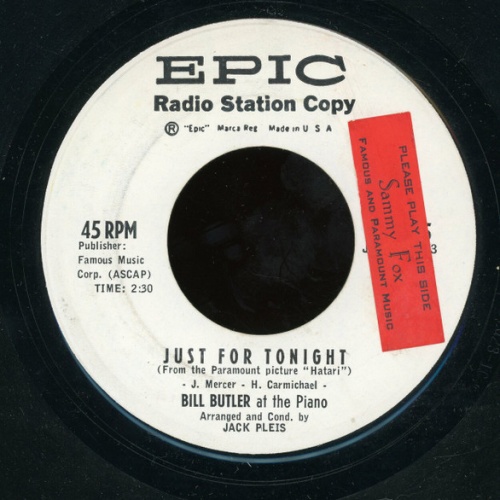 EPIC
Radio Station Copy
® "Epic" Marca Reg Made in U S A
45 RPM
Publisher:
Famous Music
Corp. (ASCAP)
TIME: 2:30
PLEASE PLAY THIS SIDE
Sammy Fox
FAMOUS AND PARAMOUNT MUSIC
JUST FOR TONIGHT
(From the Paramount picture "Hatari")
- J. Mercer - H. Carmichael -
BILL BUTLER at the Piano
Arranged and Cond. by
JACK PLEIS